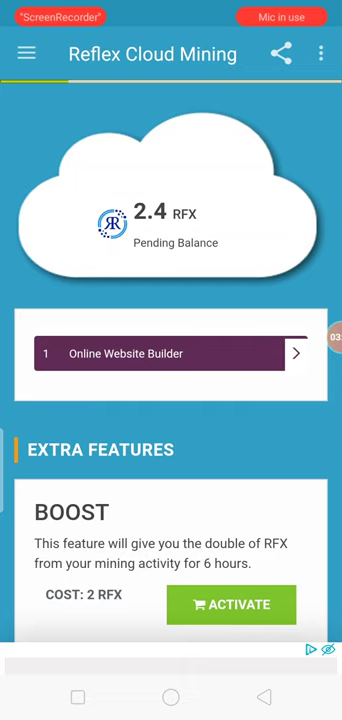 "ScreenRecorder"
Mic in use
Reflex Cloud Mining
RR
2.4 RFX
Pending Balance
1 Online Website Builder
03
EXTRA FEATURES
BOOST
This feature will give you the double of RFX
from your mining activity for 6 hours.
COST: 2 RFX
ACTIVATE